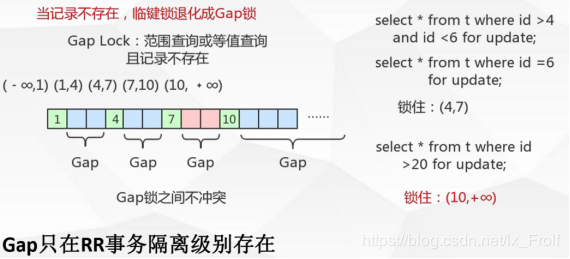 当记录不存在，临键锁退化成Gap锁
Gap Lock：范围查询或等值查询
且记录不存在
(-∞,1) (1,4) (4,7) (7,10) (10, +∞)
1 4 7 10 ······
Gap Gap Gap Gap
Gap锁之间不冲突
Gap只在RR事务隔离级别存在
select * from t where id >4
and id <6 for update;
select * from t where id =6
for update;
锁住：(4,7)
select * from t where id
>20 for update;
锁住：(10,+∞)
https://blog.csdn.net/lx_Frolf